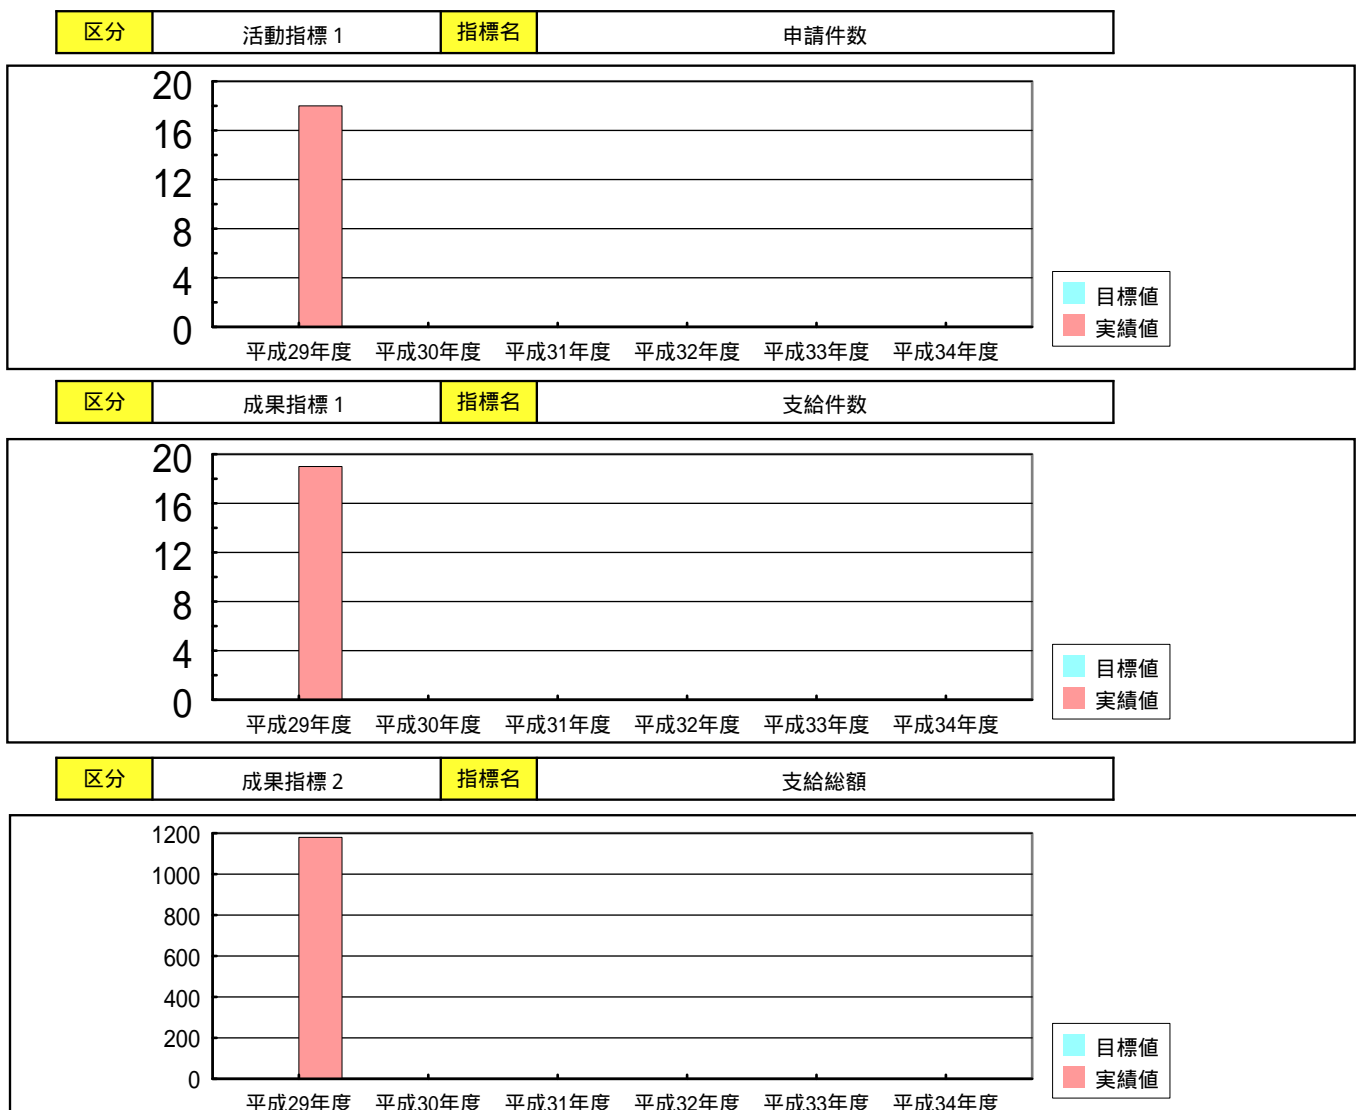 区分 活動指標１ 指標名 申請件数
20
16
12
8
4
0
目標値
実績値
平成29年度 平成30年度 平成31年度 平成32年度 平成33年度 平成34年度
区分 成果指標１ 指標名 支給件数
20
16
12
8
4
0
目標値
実績値
平成29年度 平成30年度 平成31年度 平成32年度 平成33年度 平成34年度
区分 成果指標２ 指標名 支給総額
1200
1000
800
600
400
200
0
目標値
実績値
平成29年度 平成30年度 平成31年度 平成32年度 平成33年度 平成34年度